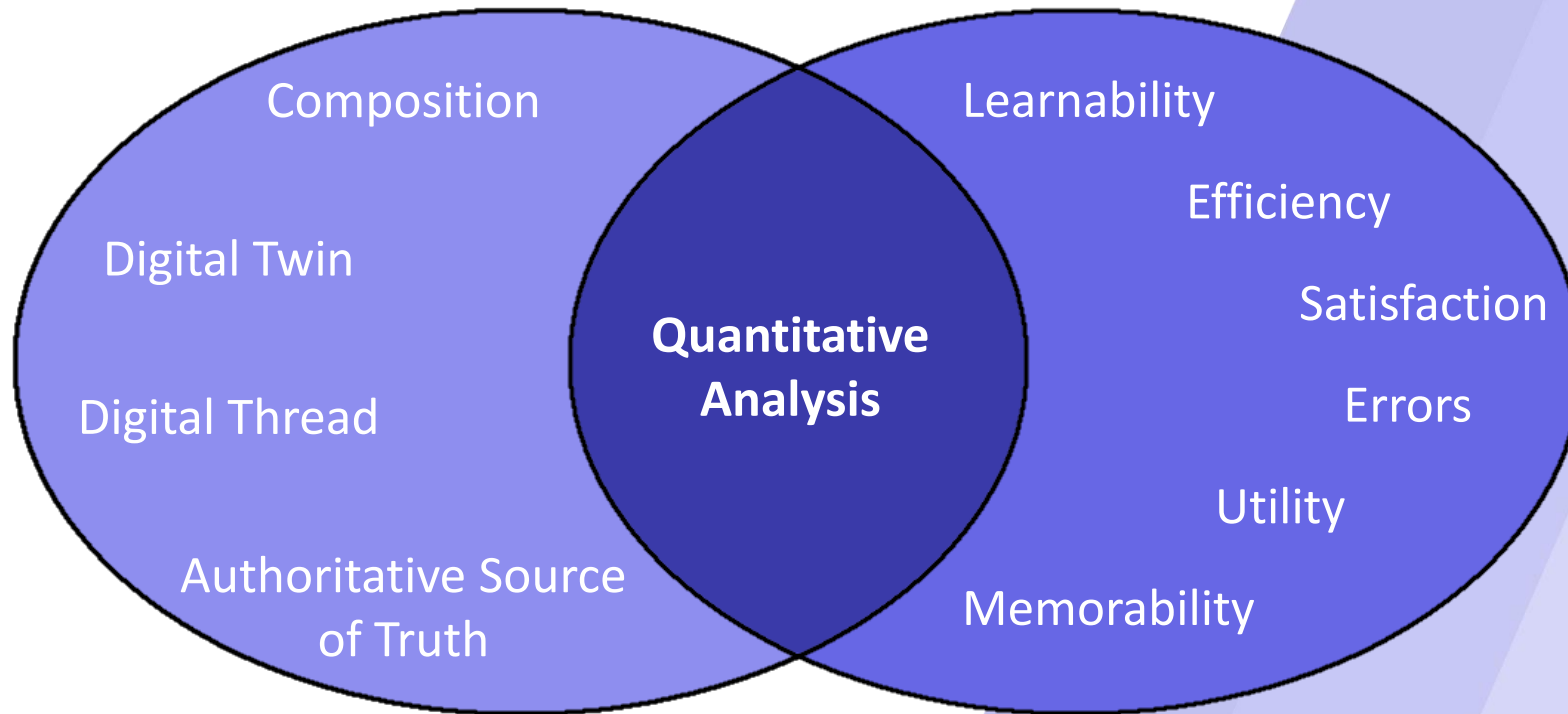 Composition
Digital Twin
Digital Thread
Authoritative Source
of Truth
Quantitative
Analysis
Learnability
Efficiency
Satisfaction
Errors
Utility
Memorability